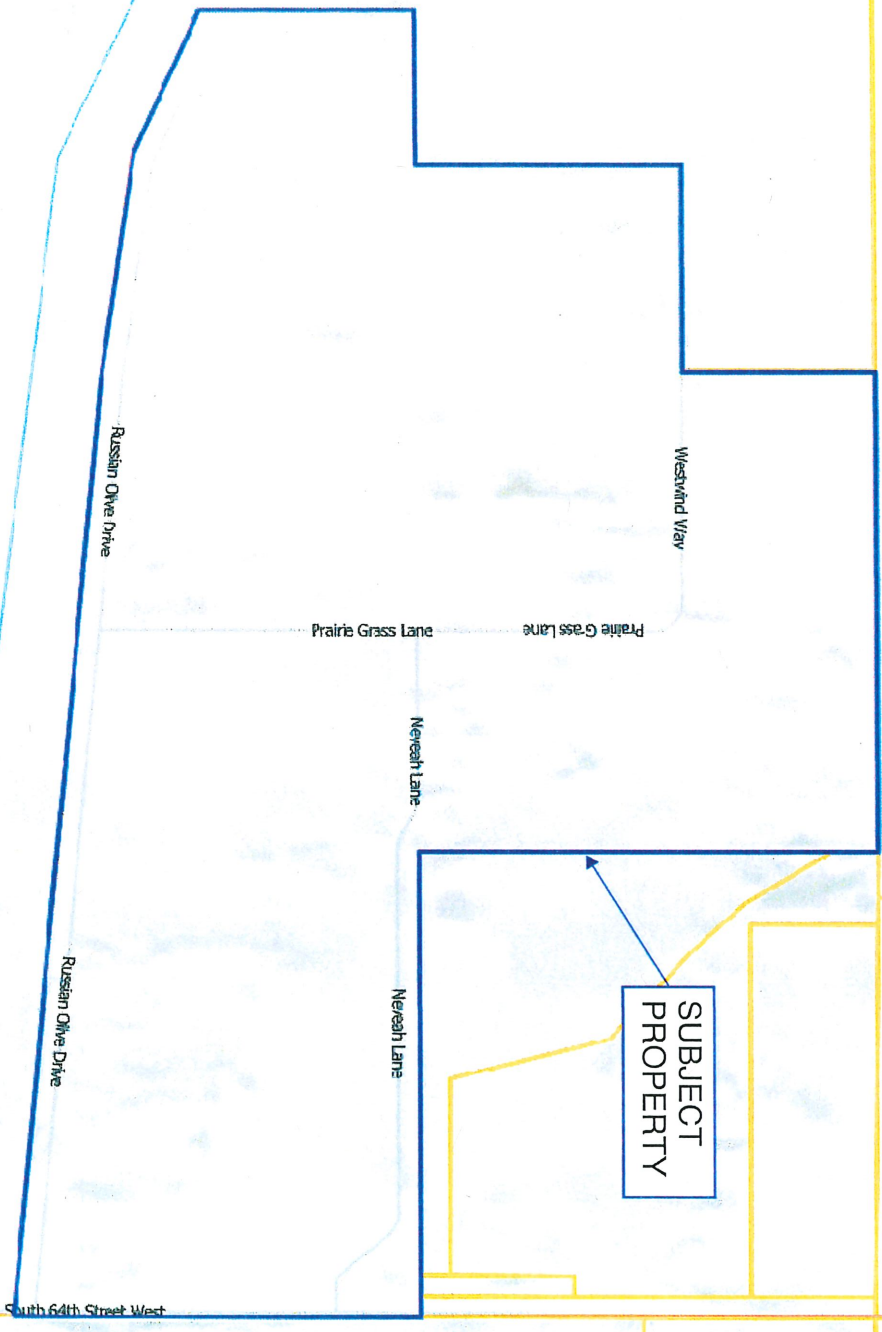 Westwind Way
Prairie Grass Lane
Prairie Grass Lane
Russian Olive Drive
Neveah Lane
SUBJECT
PROPERTY
Neveah Lane
Russian Olive Drive
South 64th Street West